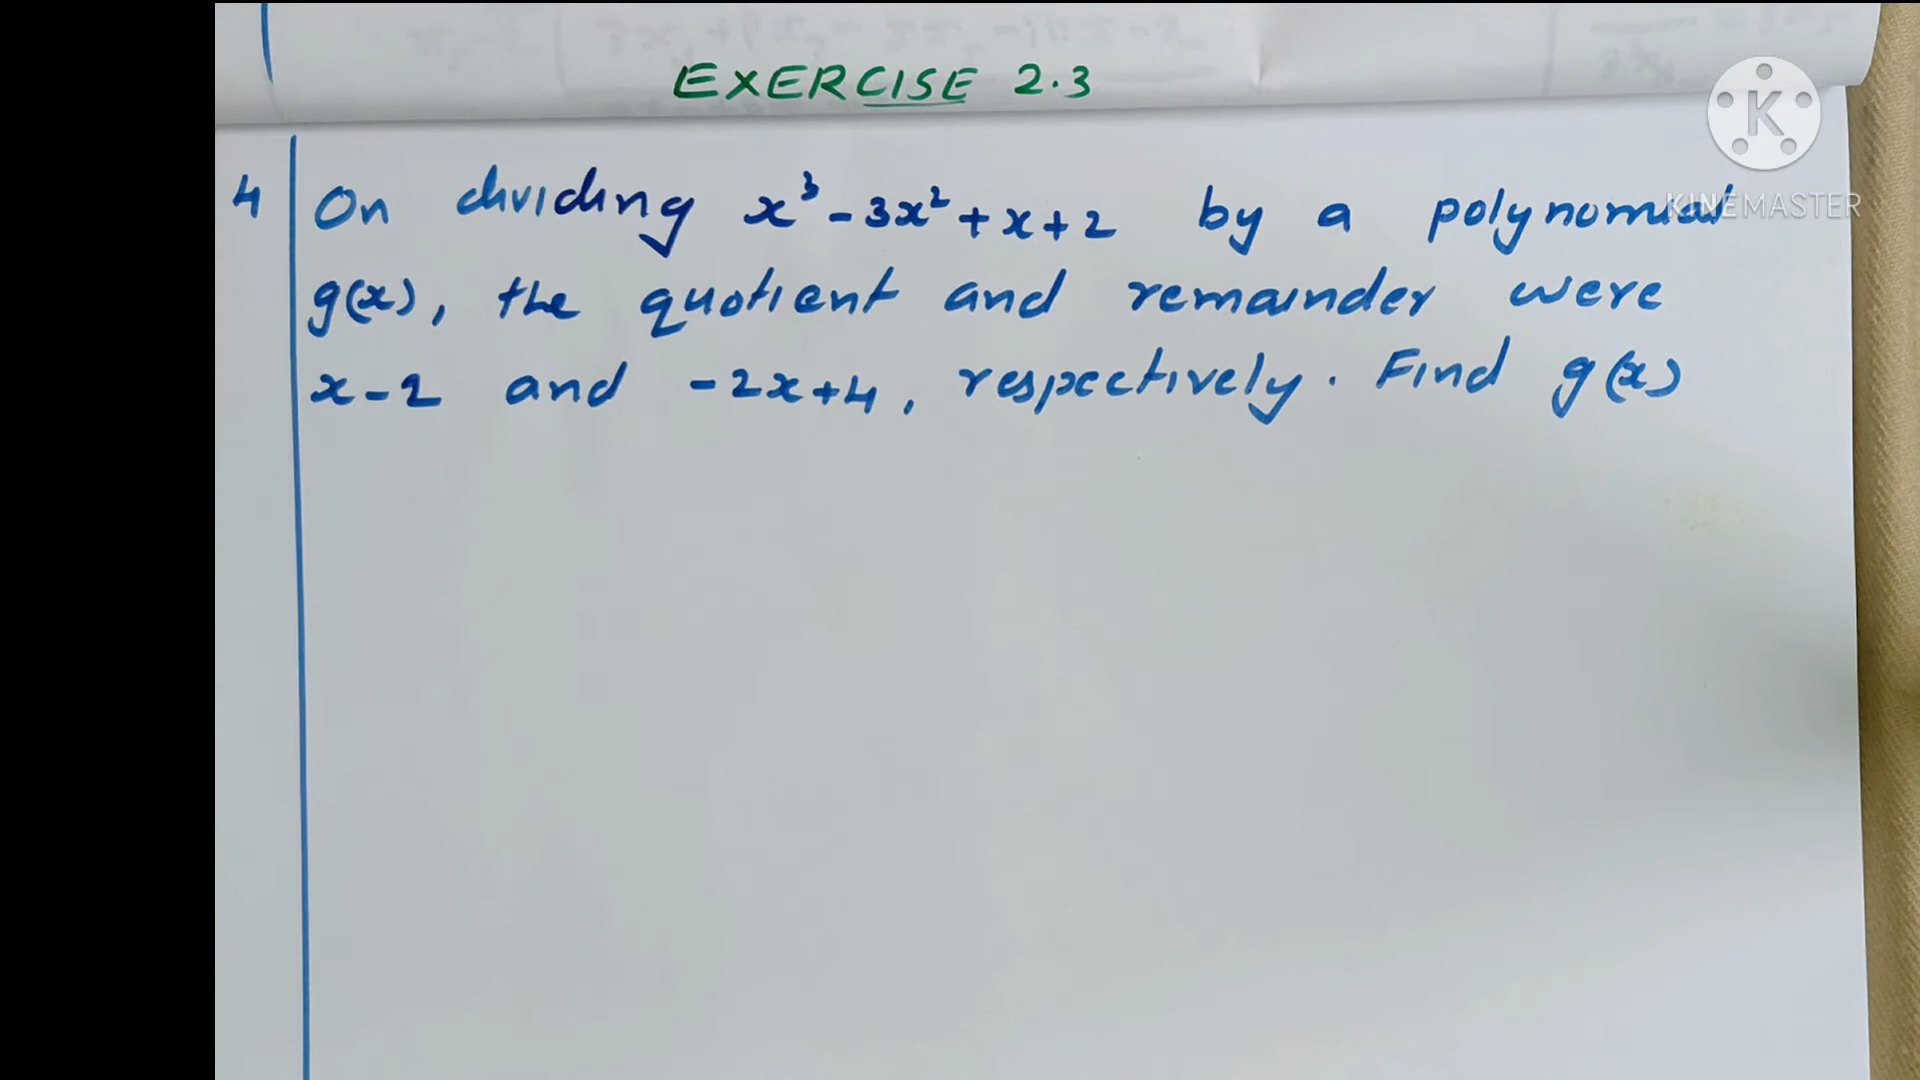 EXERCISE 2.3
K
KINEMASTER
4 On dividing x³-3x²+x+2 by a polynomial
g(x), the quotient and remainder were
x-2 and -2x+4, respectively. Find g(x)